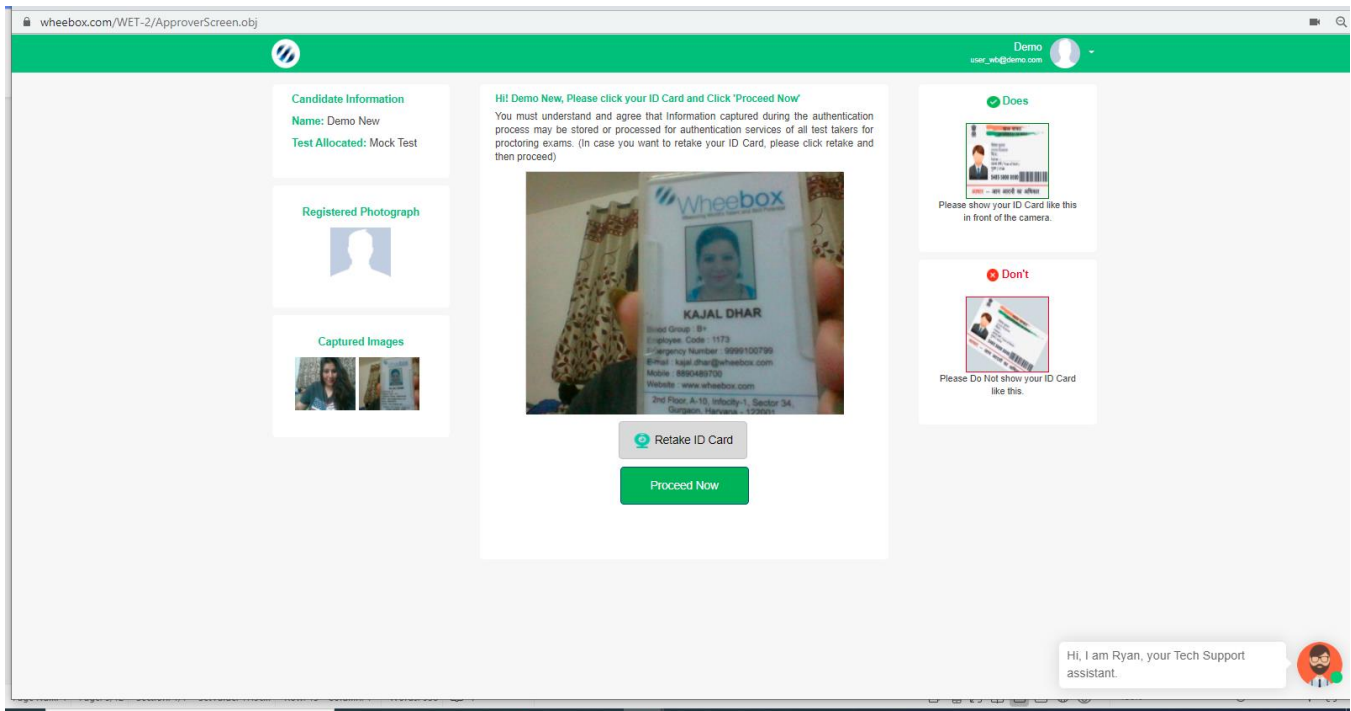 wheebox.com/WET-2/ApproverScreen.obj
Demo
user_wb@demo.com
Candidate Information
Name: Demo New
Test Allocated: Mock Test
Registered Photograph
Captured Images
Hi! Demo New, Please click your ID Card and Click 'Proceed Now'
You must understand and agree that Information captured during the authentication
process may be stored or processed for authentication services of all test takers for
proctoring exams. (In case you want to retake your ID Card, please click retake and
then proceed)
Wheebox
KAJAL DHAR
Blood Group : B+
Employee. Code : 1173
Emergency Number : 9999100799
E-mail : kajal.dhar@wheebox.com
Mobile : 8890489700
Website : www.wheebox.com
2nd Floor, A-10, Infocity-1, Sector 34,
Gurgaon, Haryana - 122001
Retake ID Card
Proceed Now
Does
Please show your ID Card like this
in front of the camera.
Don't
Please Do Not show your ID Card
like this.
Hi, I am Ryan, your Tech Support
assistant.